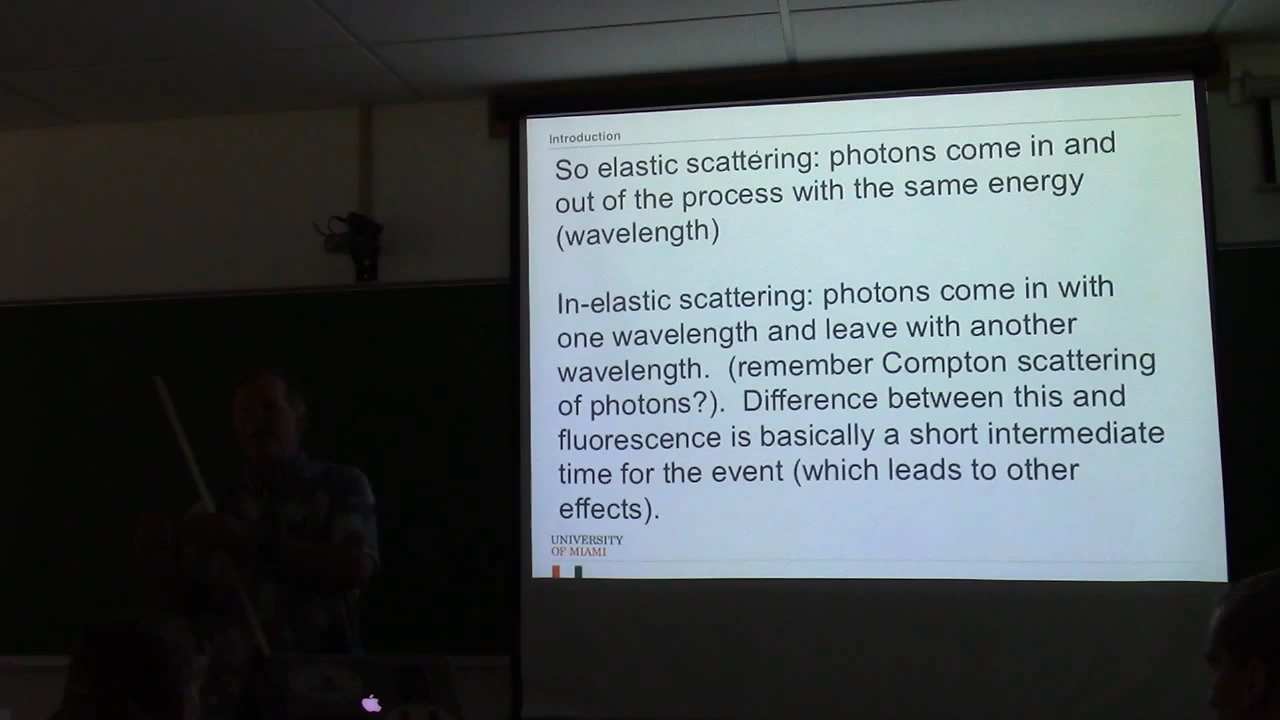 Introduction
So elastic scattering: photons come in and
out of the process with the same energy
(wavelength)
In-elastic scattering: photons come in with
one wavelength and leave with another
wavelength.  (remember Compton scattering
of photons?).  Difference between this and
fluorescence is basically a short intermediate
time for the event (which leads to other
effects).
UNIVERSITY
OF MIAMI